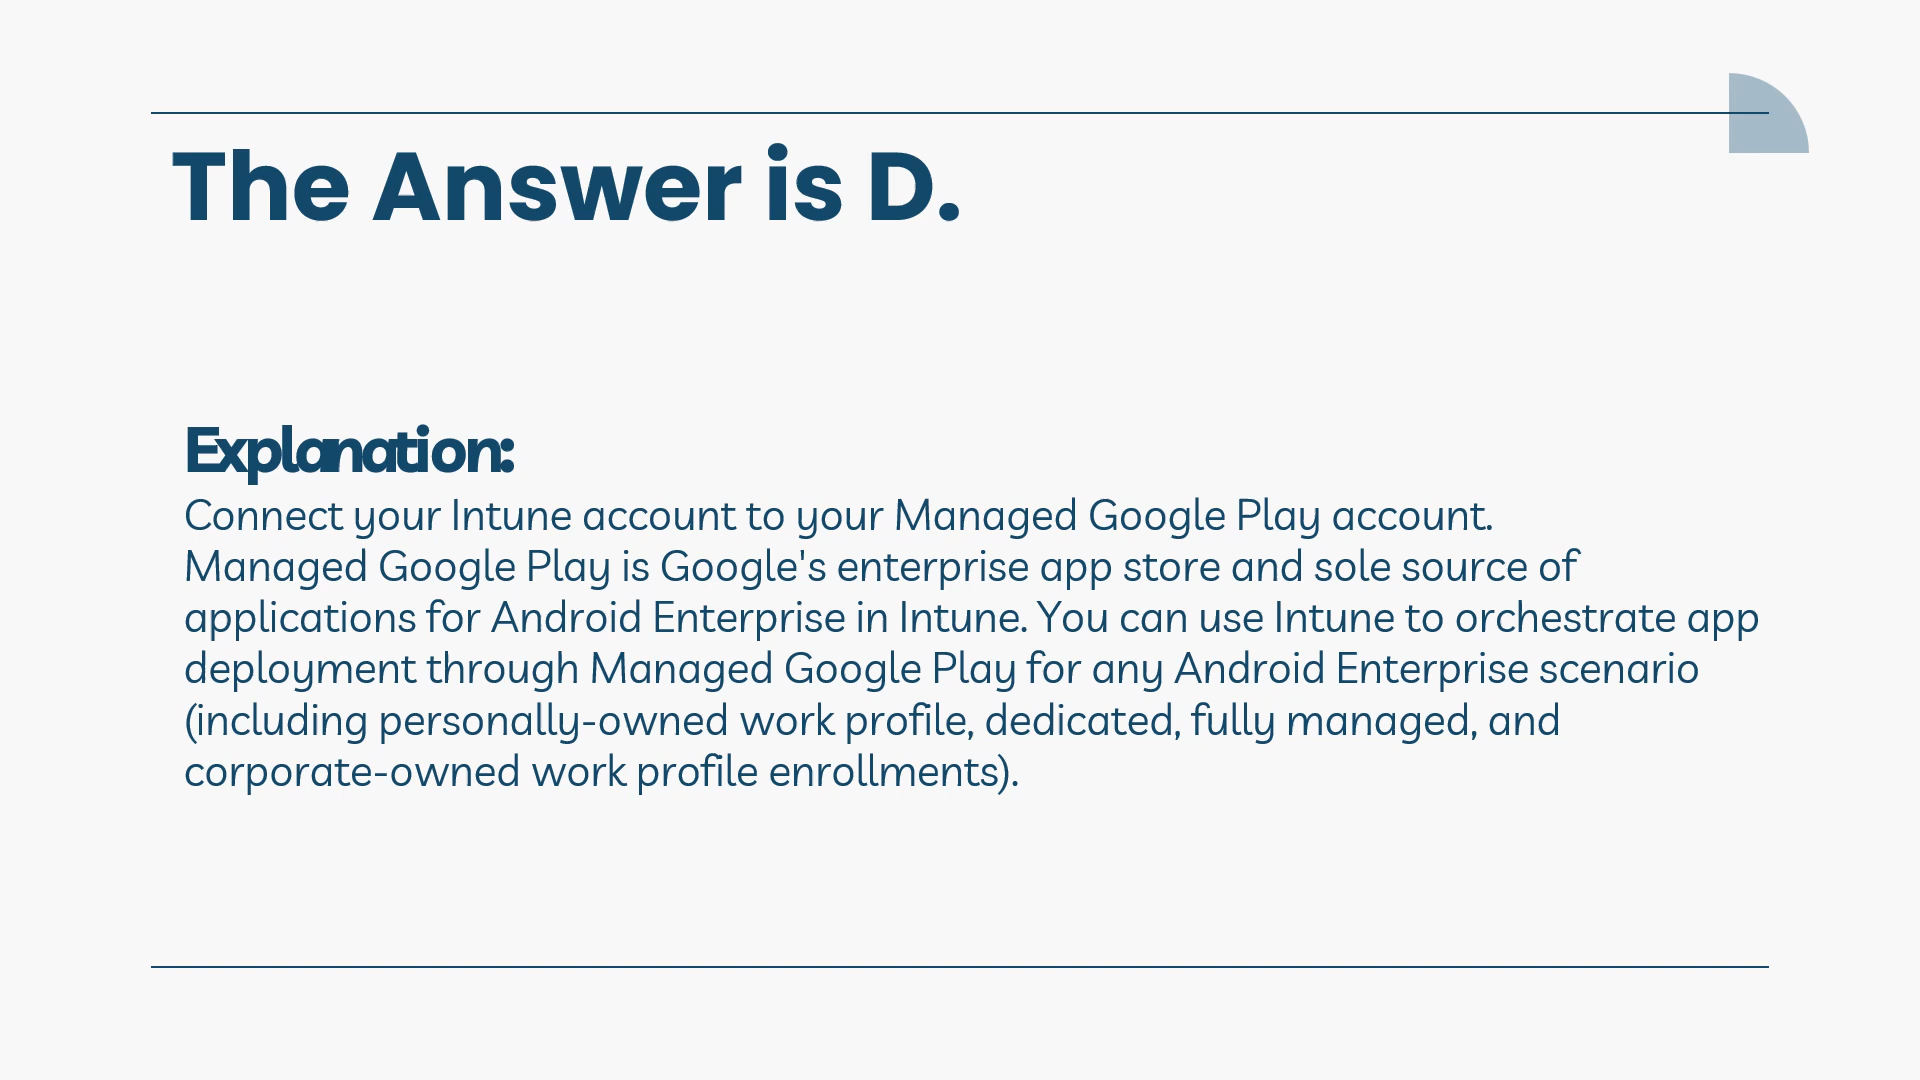 The Answer is D.
Explanation:
Connect your Intune account to your Managed Google Play account.
Managed Google Play is Google's enterprise app store and sole source of
applications for Android Enterprise in Intune. You can use Intune to orchestrate app
deployment through Managed Google Play for any Android Enterprise scenario
(including personally-owned work profile, dedicated, fully managed, and
corporate-owned work profile enrollments).